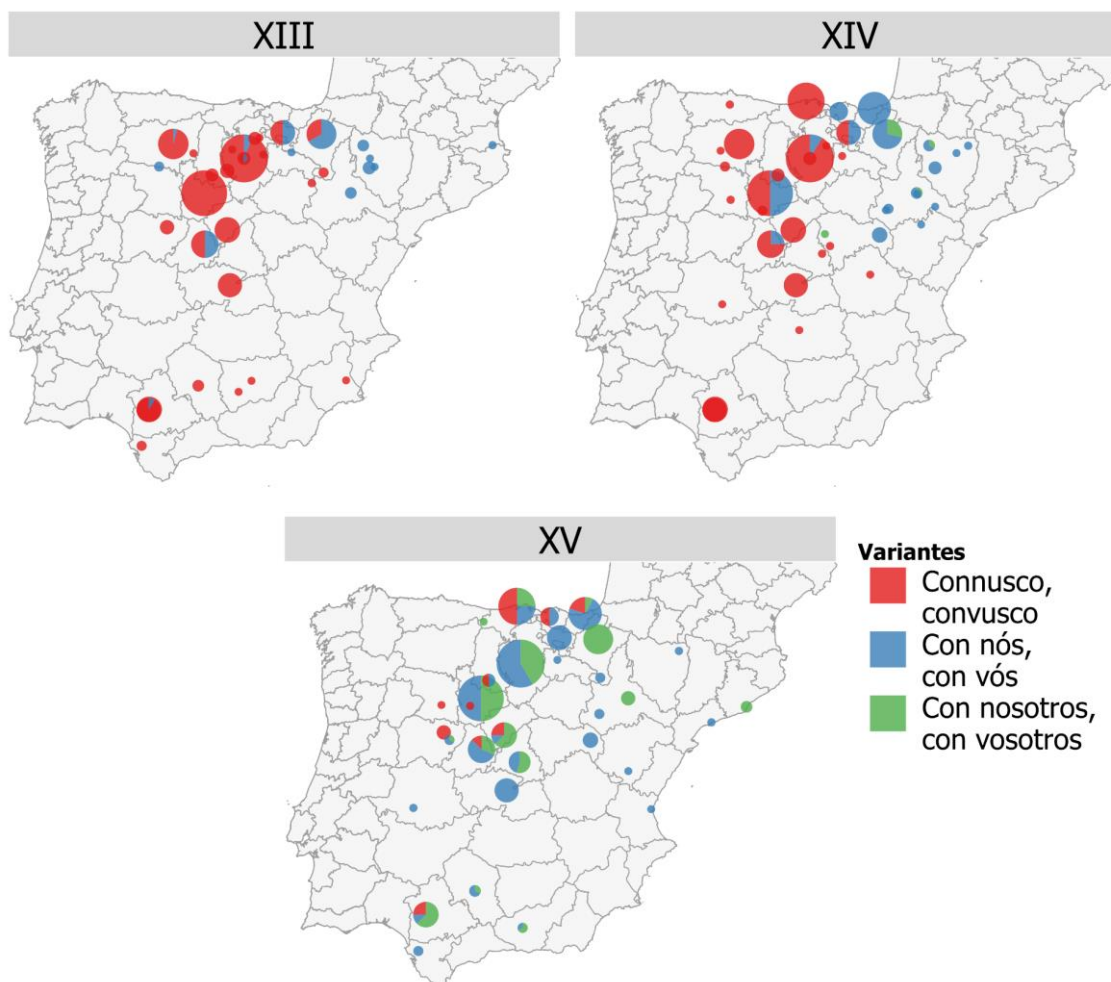 XIII
XIV
XV
Variantes
Connusco,
convusco
Con nós,
con vós
Con nosotros,
con vosotros